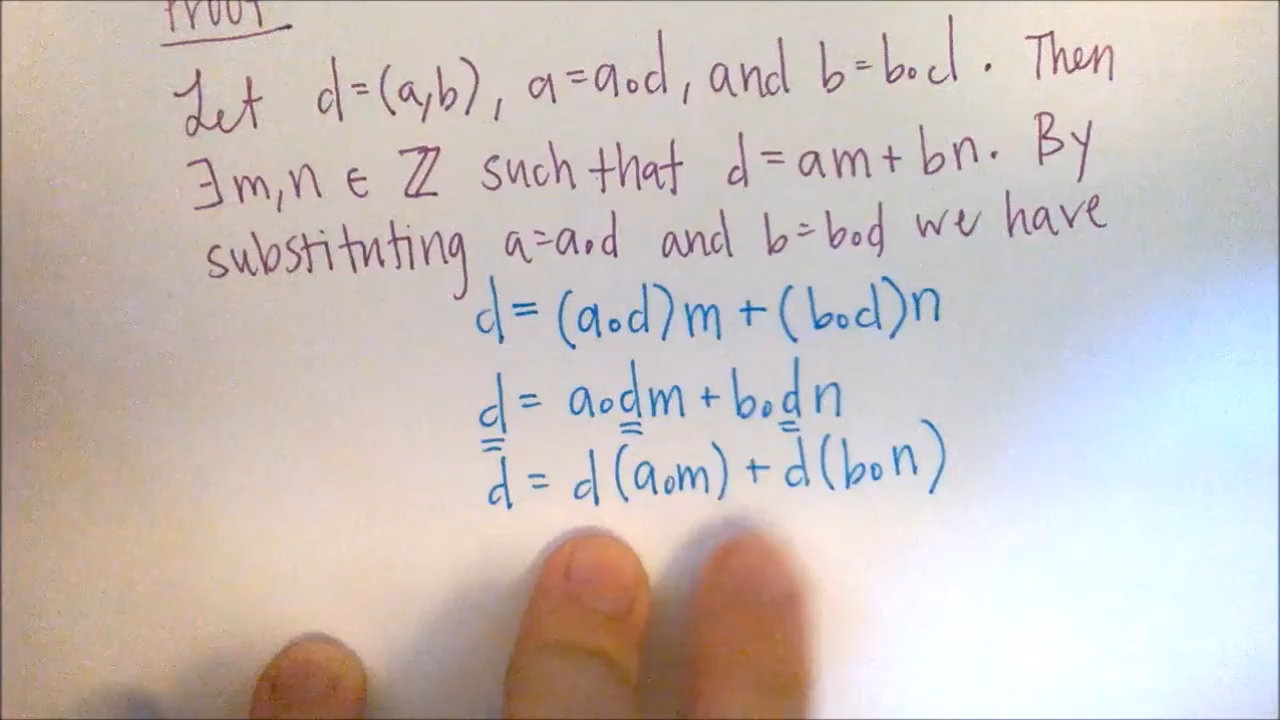 Proof
Let d=(a,b), a=a₀d, and b=b₀d. Then
∃m,n ∈ ℤ such that d=am+bn. By
substituting a=a₀d and b=b₀d we have
d=(a₀d)m+(b₀d)n
d=a₀dm+b₀dn
d=d(a₀m)+d(b₀n)